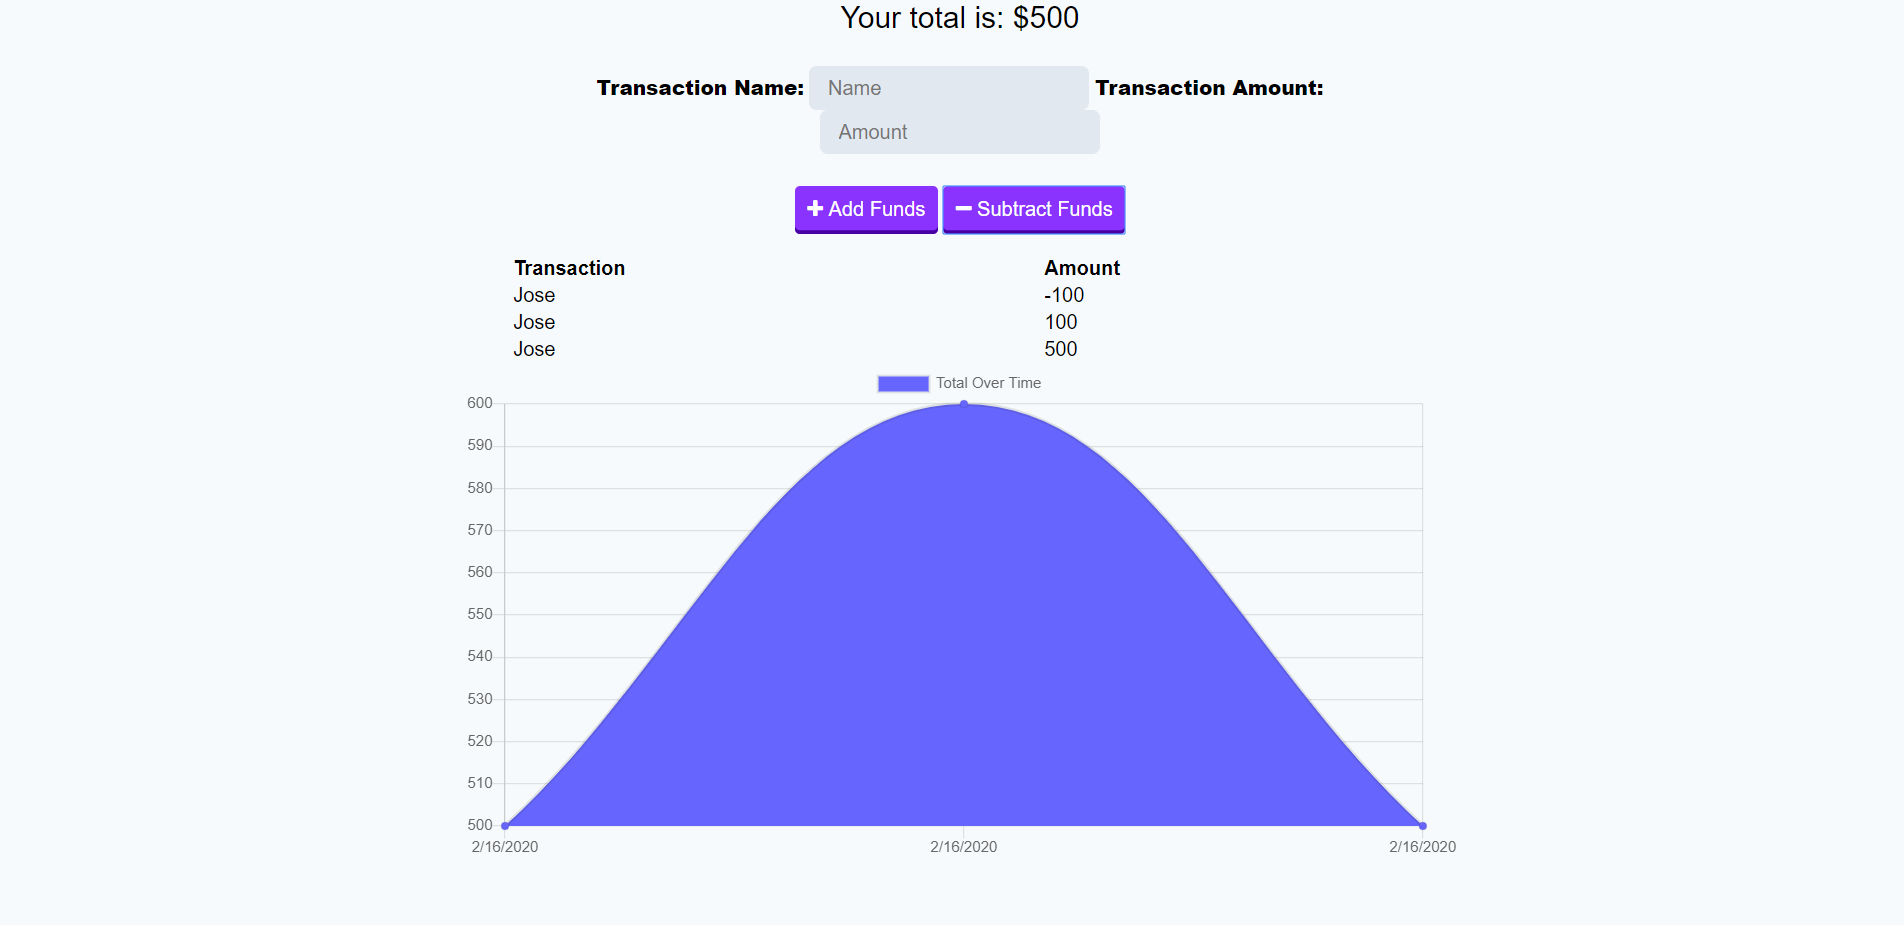 Your total is: $500
Transaction Name: Name Transaction Amount:
Amount
Add Funds Subtract Funds
Transaction Amount
Jose -100
Jose 100
Jose 500
Total Over Time
600
590
580
570
560
550
540
530
520
510
500
2/16/2020 2/16/2020 2/16/2020